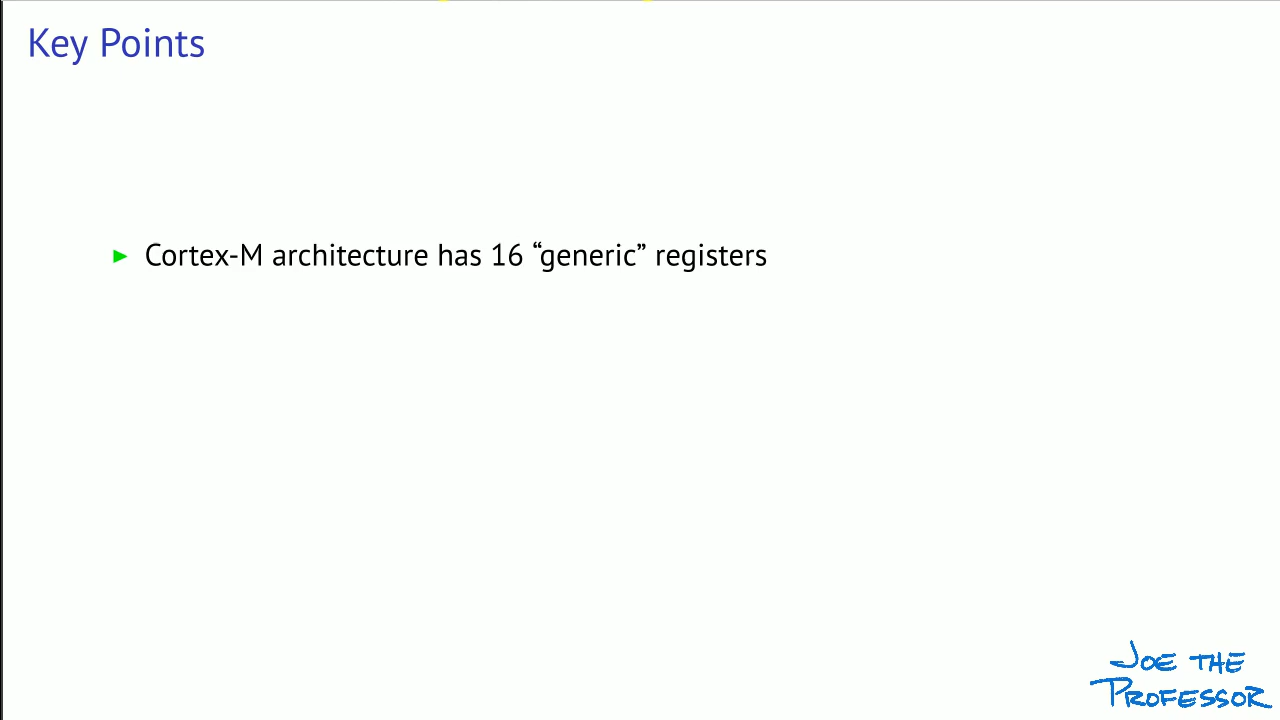 Key Points
► Cortex-M architecture has 16 “generic” registers
JOE THE
PROFESSOR